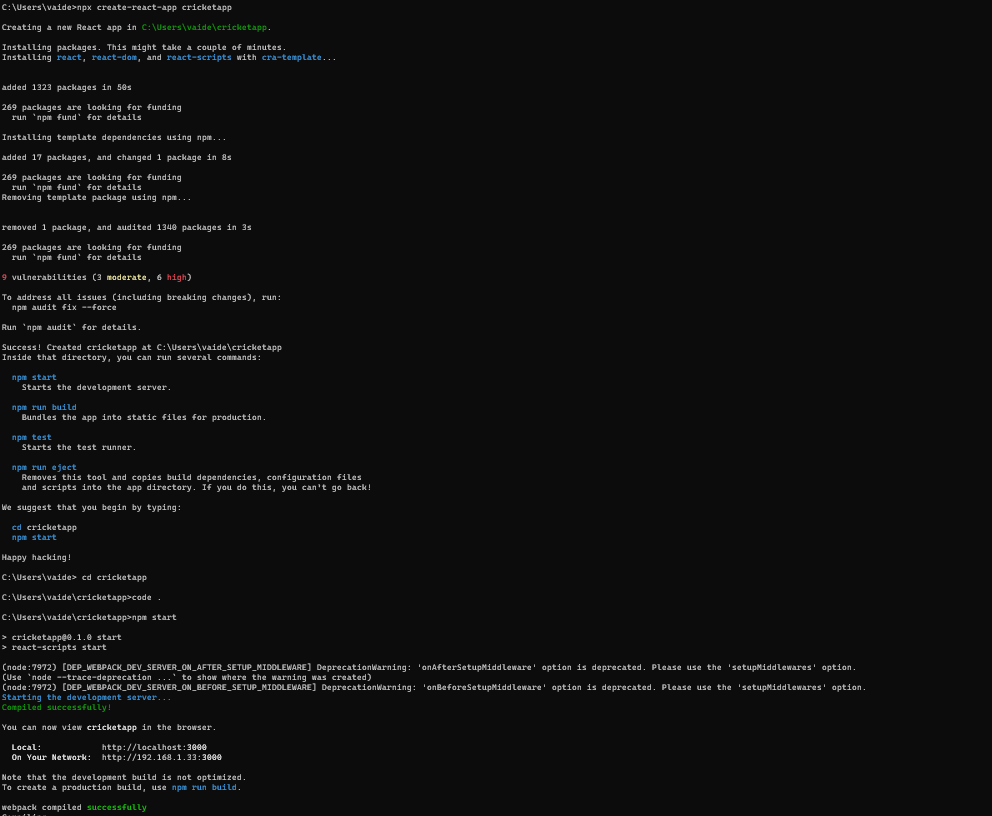 C:\Users\vaide>npx create-react-app cricketapp
Creating a new React app in C:\Users\vaide\cricketapp.
Installing packages. This might take a couple of minutes.
Installing react, react-dom, and react-scripts with cra-template...
added 1323 packages in 50s
269 packages are looking for funding
  run `npm fund` for details
Installing template dependencies using npm...
added 17 packages, and changed 1 package in 8s
269 packages are looking for funding
  run `npm fund` for details
Removing template package using npm...
removed 1 package, and audited 1340 packages in 3s
269 packages are looking for funding
  run `npm fund` for details
9 vulnerabilities (3 moderate, 6 high)
To address all issues (including breaking changes), run:
  npm audit fix --force
Run `npm audit` for details.
Success! Created cricketapp at C:\Users\vaide\cricketapp
Inside that directory, you can run several commands:
  npm start
    Starts the development server.
  npm run build
    Bundles the app into static files for production.
  npm test
    Starts the test runner.
  npm run eject
    Removes this tool and copies build dependencies, configuration files
    and scripts into the app directory. If you do this, you can't go back!
We suggest that you begin by typing:
  cd cricketapp
  npm start
Happy hacking!
C:\Users\vaide> cd cricketapp
C:\Users\vaide\cricketapp>code .
C:\Users\vaide\cricketapp>npm start
> cricketapp@0.1.0 start
> react-scripts start
(node:7972) [DEP_WEBPACK_DEV_SERVER_ON_AFTER_SETUP_MIDDLEWARE] DeprecationWarning: 'onAfterSetupMiddleware' option is deprecated. Please use the 'setupMiddlewares' option.
(Use `node --trace-deprecation ...` to show where the warning was created)
(node:7972) [DEP_WEBPACK_DEV_SERVER_ON_BEFORE_SETUP_MIDDLEWARE] DeprecationWarning: 'onBeforeSetupMiddleware' option is deprecated. Please use the 'setupMiddlewares' option.
Starting the development server...
Compiled successfully!
You can now view cricketapp in the browser.
  Local:            http://localhost:3000
  On Your Network:  http://192.168.1.33:3000
Note that the development build is not optimized.
To create a production build, use npm run build.
webpack compiled successfully